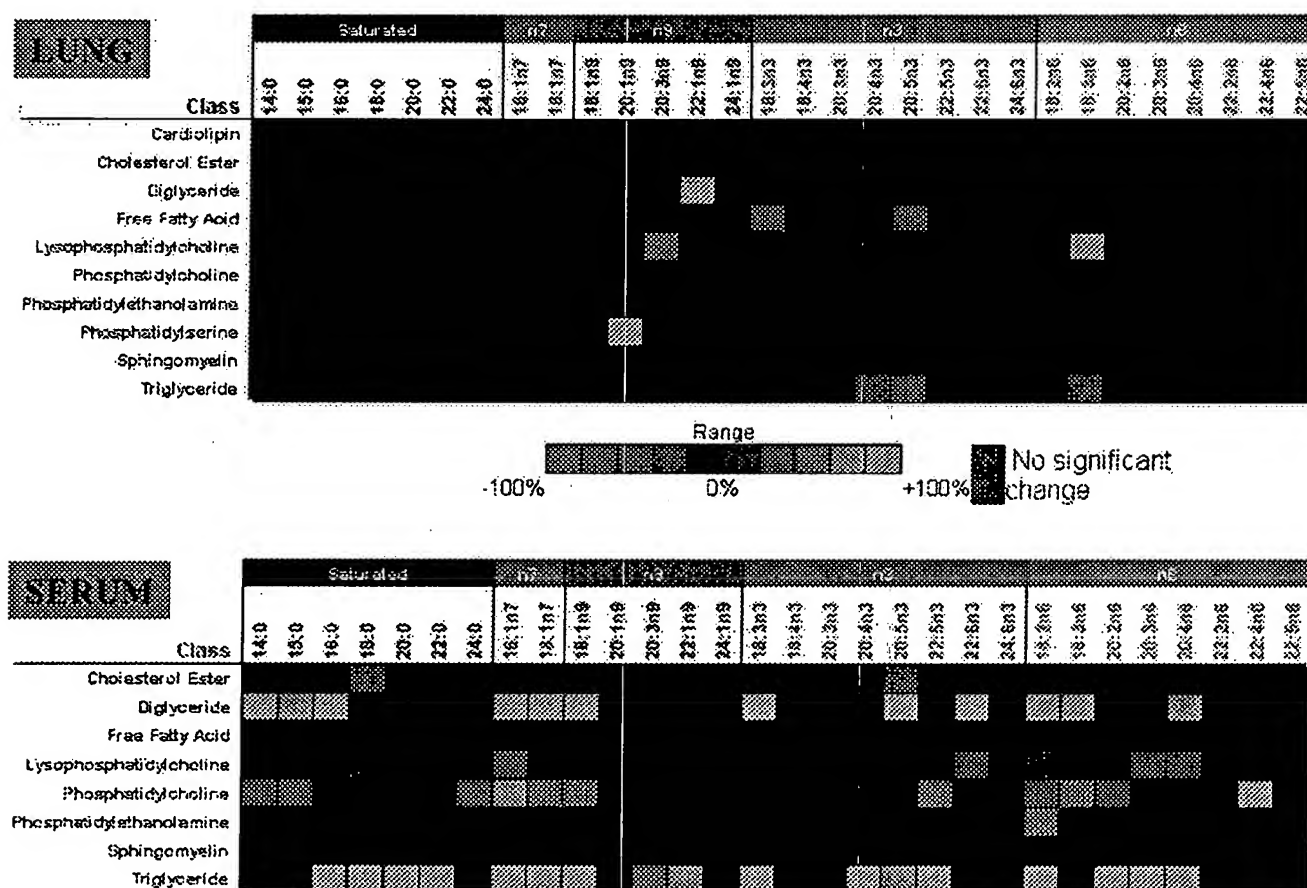 LUNG
Saturated n7 n9 n3 n6
Class 14:0 15:0 16:0 18:0 20:0 22:0 24:0 18:1n7 18:1n9 20:1n9 20:3n9 22:1n9 24:1n9 18:3n3 18:4n3 20:3n3 20:4n3 20:5n3 22:5n3 22:6n3 24:6n3 18:2n6 18:3n6 20:2n6 20:3n6 20:4n6 22:2n6 22:4n6
Cardiolipin
Cholesterol Ester
Diglyceride
Free Fatty Acid
Lysophosphatidylcholine
Phosphatidylcholine
Phosphatidylethanolamine
Phosphatidylserine
Sphingomyelin
Triglyceride
Range
-100% 0% +100%
No significant
change
SERUM
Saturated n7 n9 n3 n6
Class 14:0 15:0 16:0 18:0 20:0 22:0 24:0 16:1n7 18:1n7 18:1n9 20:1n9 20:3n9 22:1n9 24:1n9 18:3n3 18:4n3 20:3n3 20:4n3 20:5n3 22:5n3 22:6n3 24:6n3 18:2n6 18:3n6 20:2n6 20:3n6 20:4n6 22:2n6 22:4n6
Cholesterol Ester
Diglyceride
Free Fatty Acid
Lysophosphatidylcholine
Phosphatidylcholine
Phosphatidylethanolamine
Sphingomyelin
Triglyceride